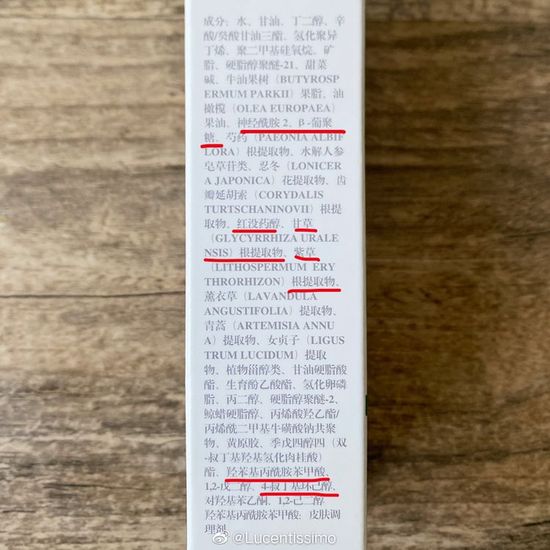 成分：水、甘油、丁二醇、辛
酸/癸酸甘油三酯、氢化聚异
丁烯、聚二甲基硅氧烷、矿
脂、硬脂醇聚醚-21、甜菜
碱、牛油果树（BUTYROSP
ERMUM PARKII）果脂、油
橄榄（OLEA EUROPAEA）
果油、神经酰胺 2、β-葡聚
糖、芍药（PAEONIA ALBIF
LORA）根提取物、水解人参
皂草苷类、忍冬（LONICER
A JAPONICA）花提取物、齿
瓣延胡索（CORYDALIS
TURTSCHANINOVII）根提
取物、红没药醇、甘草
（GLYCYRRHIZA URALE
NSIS）根提取物、紫草
（LITHOSPERMUM ERY
THRORHIZON）根提取物、
薰衣草（LAVANDULA
ANGUSTIFOLIA）提取物、
青蒿（ARTEMISIA ANNU
A）提取物、女贞子（LIGUS
TRUM LUCIDUM）提取
物、植物甾醇类、甘油硬脂酸
酯、生育酚乙酸酯、氢化卵磷
脂、丙二醇、硬脂醇聚醚-2、
鲸蜡硬脂醇、丙烯酸羟乙酯/
丙烯酰二甲基牛磺酸钠共聚
物、黄原胶、季戊四醇四（双
-叔丁基羟基氢化肉桂酸）
酯、羟苯基丙酰胺苯甲酸、
1,2-戊二醇、4-叔丁基环己醇、
对羟基苯乙酮、1,2-己二醇
羟苯基丙酰胺苯甲酸：皮肤调
理剂
@Lucentissimo